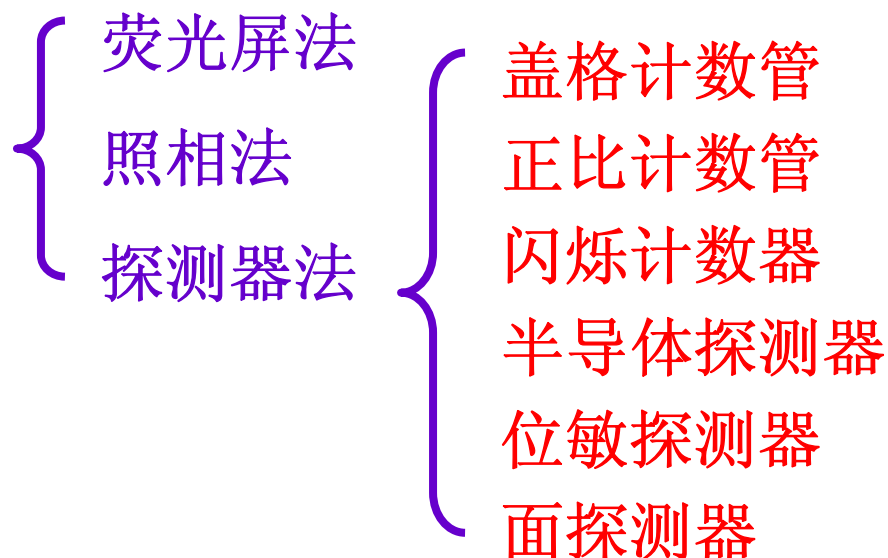 荧光屏法
照相法
探测器法
盖格计数管
正比计数管
闪烁计数器
半导体探测器
位敏探测器
面探测器